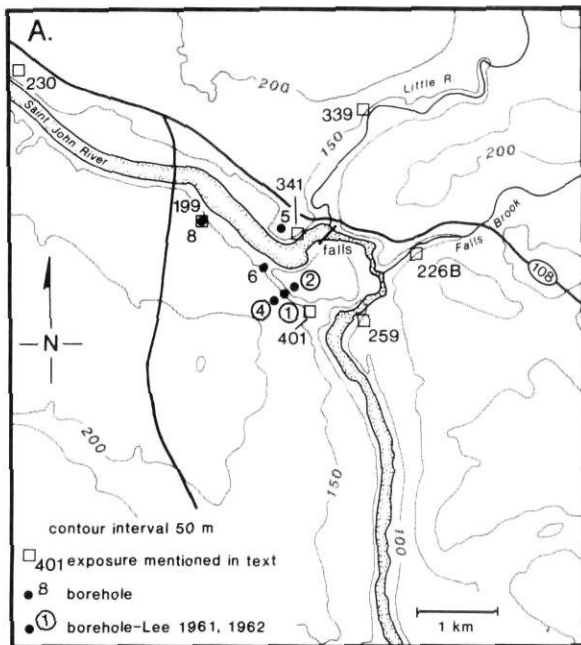 A.
230
200
Little R.
339
150
200
Saint John River
341
199
5
8
falls
Falls Brook
226B
108
6
2
4
1
401
259
N
200
150
100
contour interval 50 m
401 exposure mentioned in text
8 borehole
1 borehole-Lee 1961, 1962
1 km